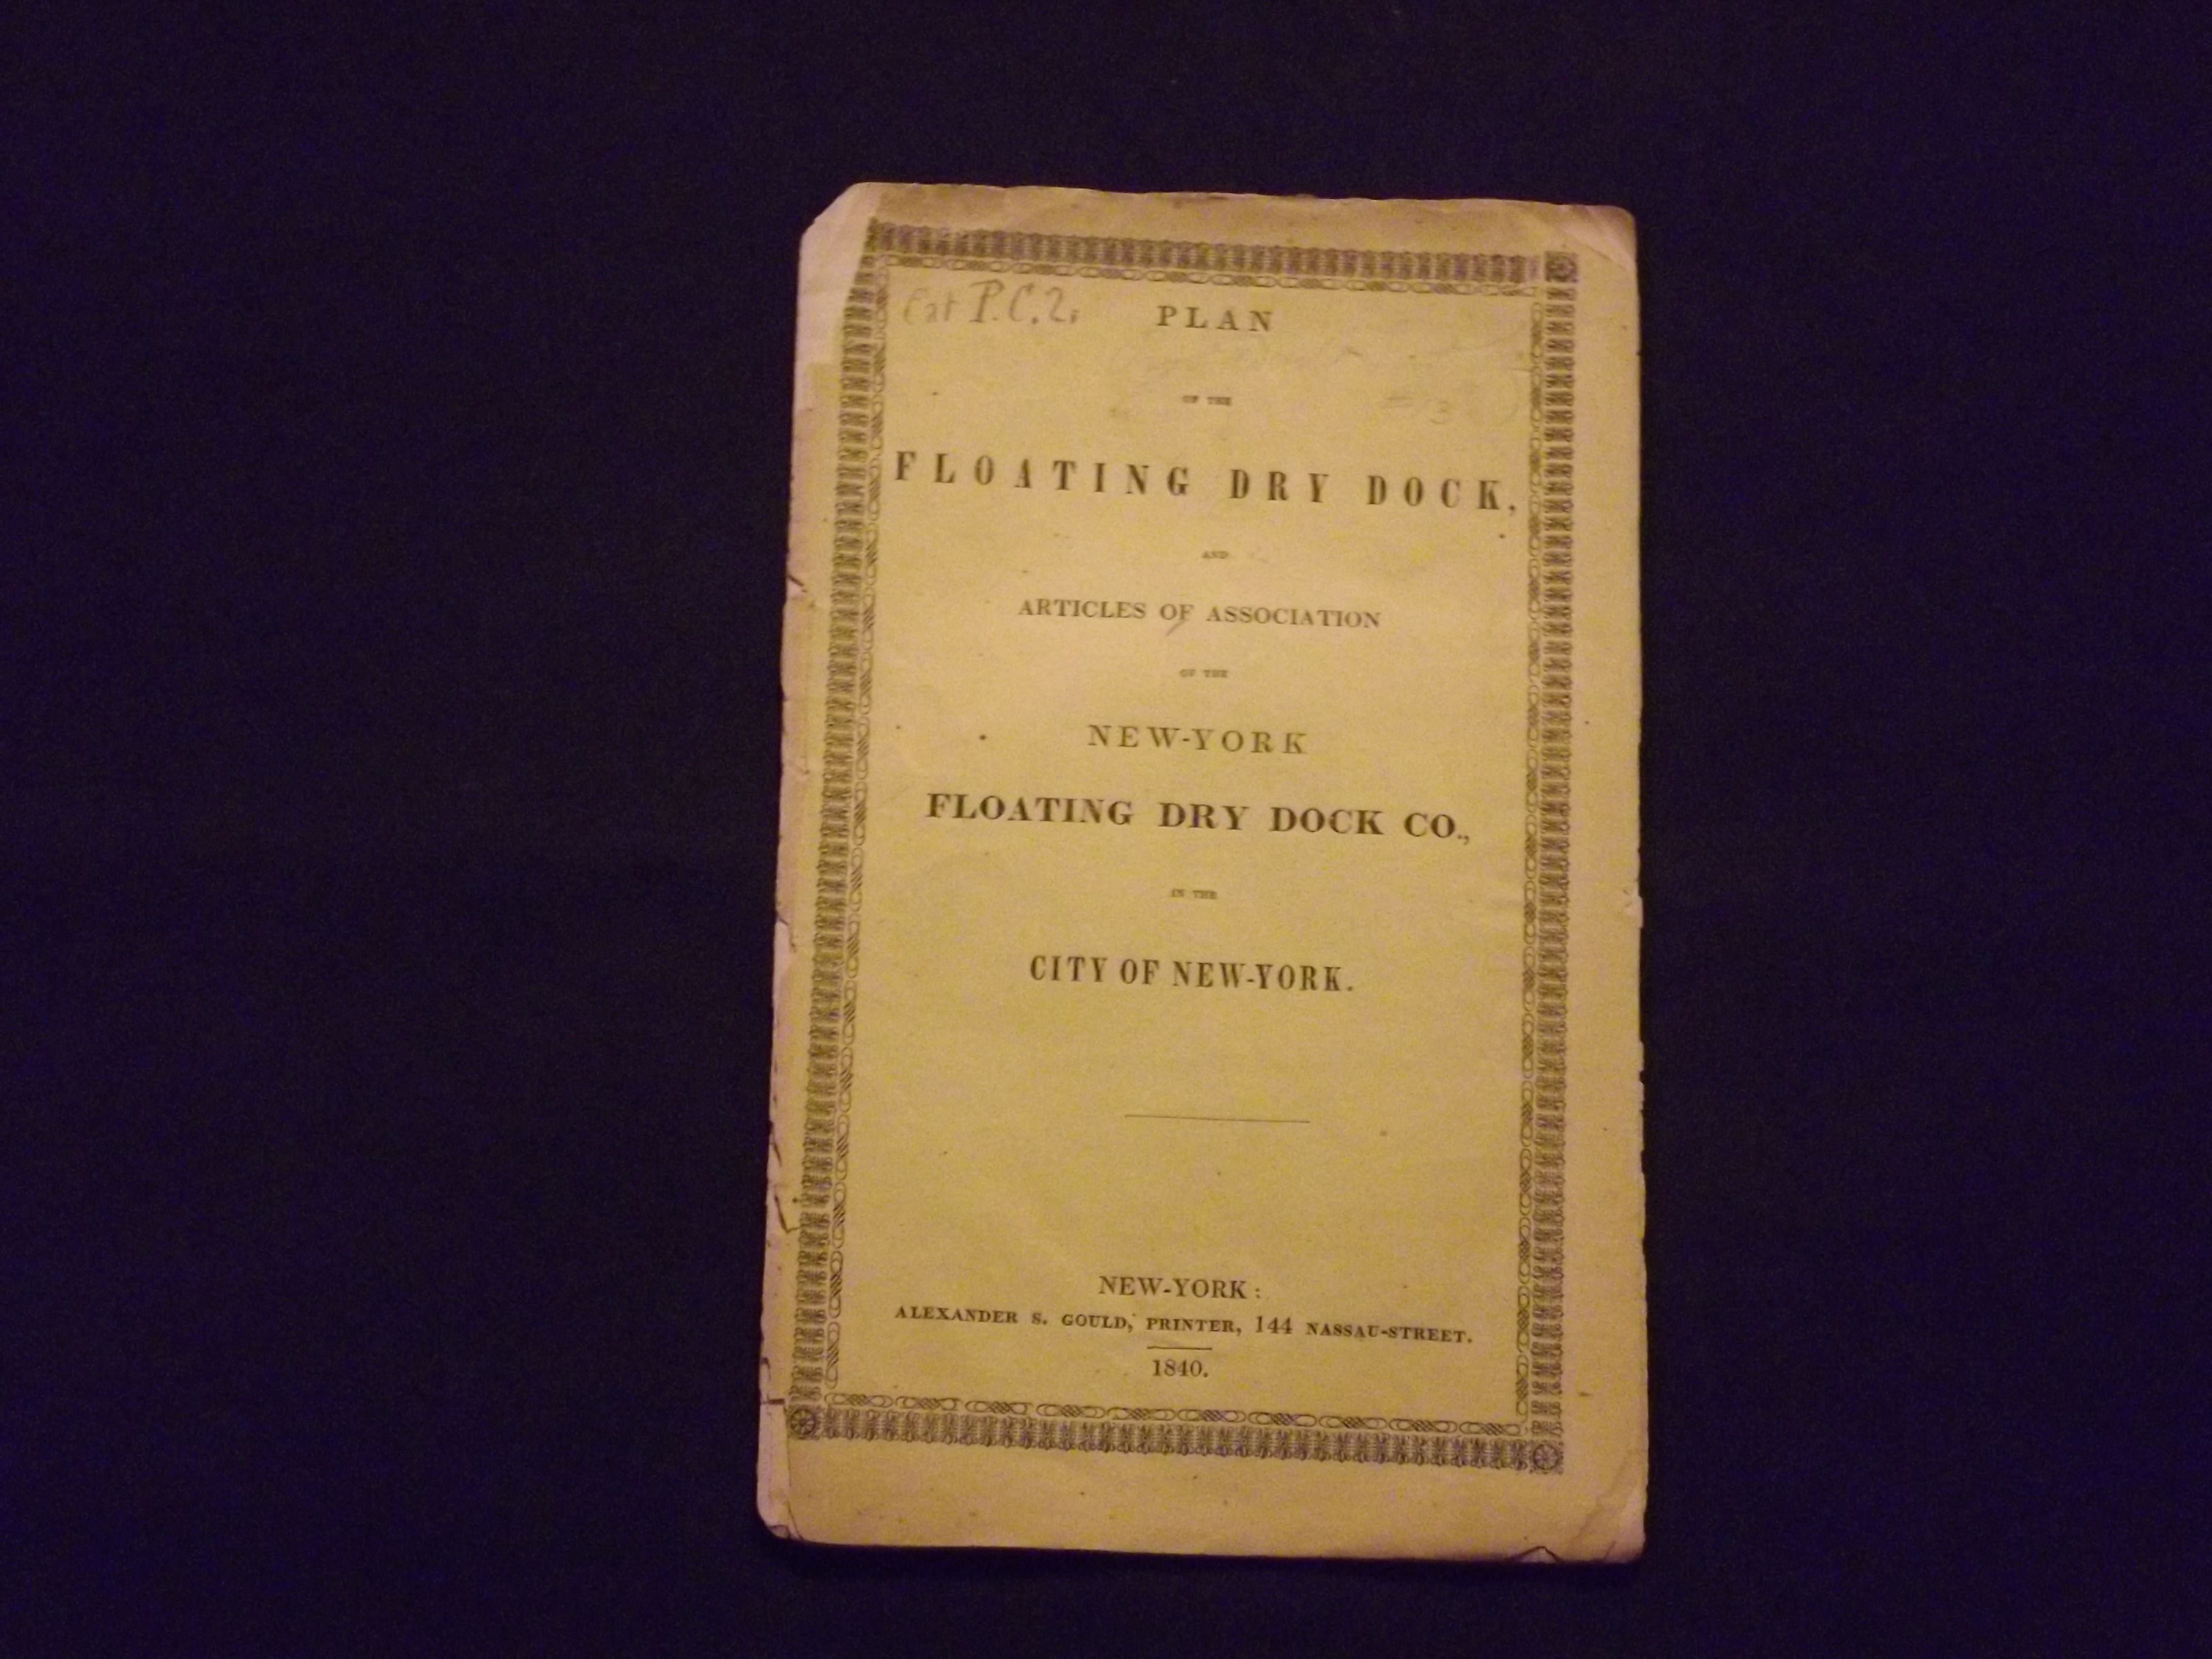 P.C.2.
PLAN
OF THE
FLOATING DRY DOCK,
AND
ARTICLES OF ASSOCIATION
OF THE
NEW-YORK
FLOATING DRY DOCK CO.,
IN THE
CITY OF NEW-YORK.
NEW-YORK:
ALEXANDER S. GOULD, PRINTER, 144 NASSAU-STREET.
1840.